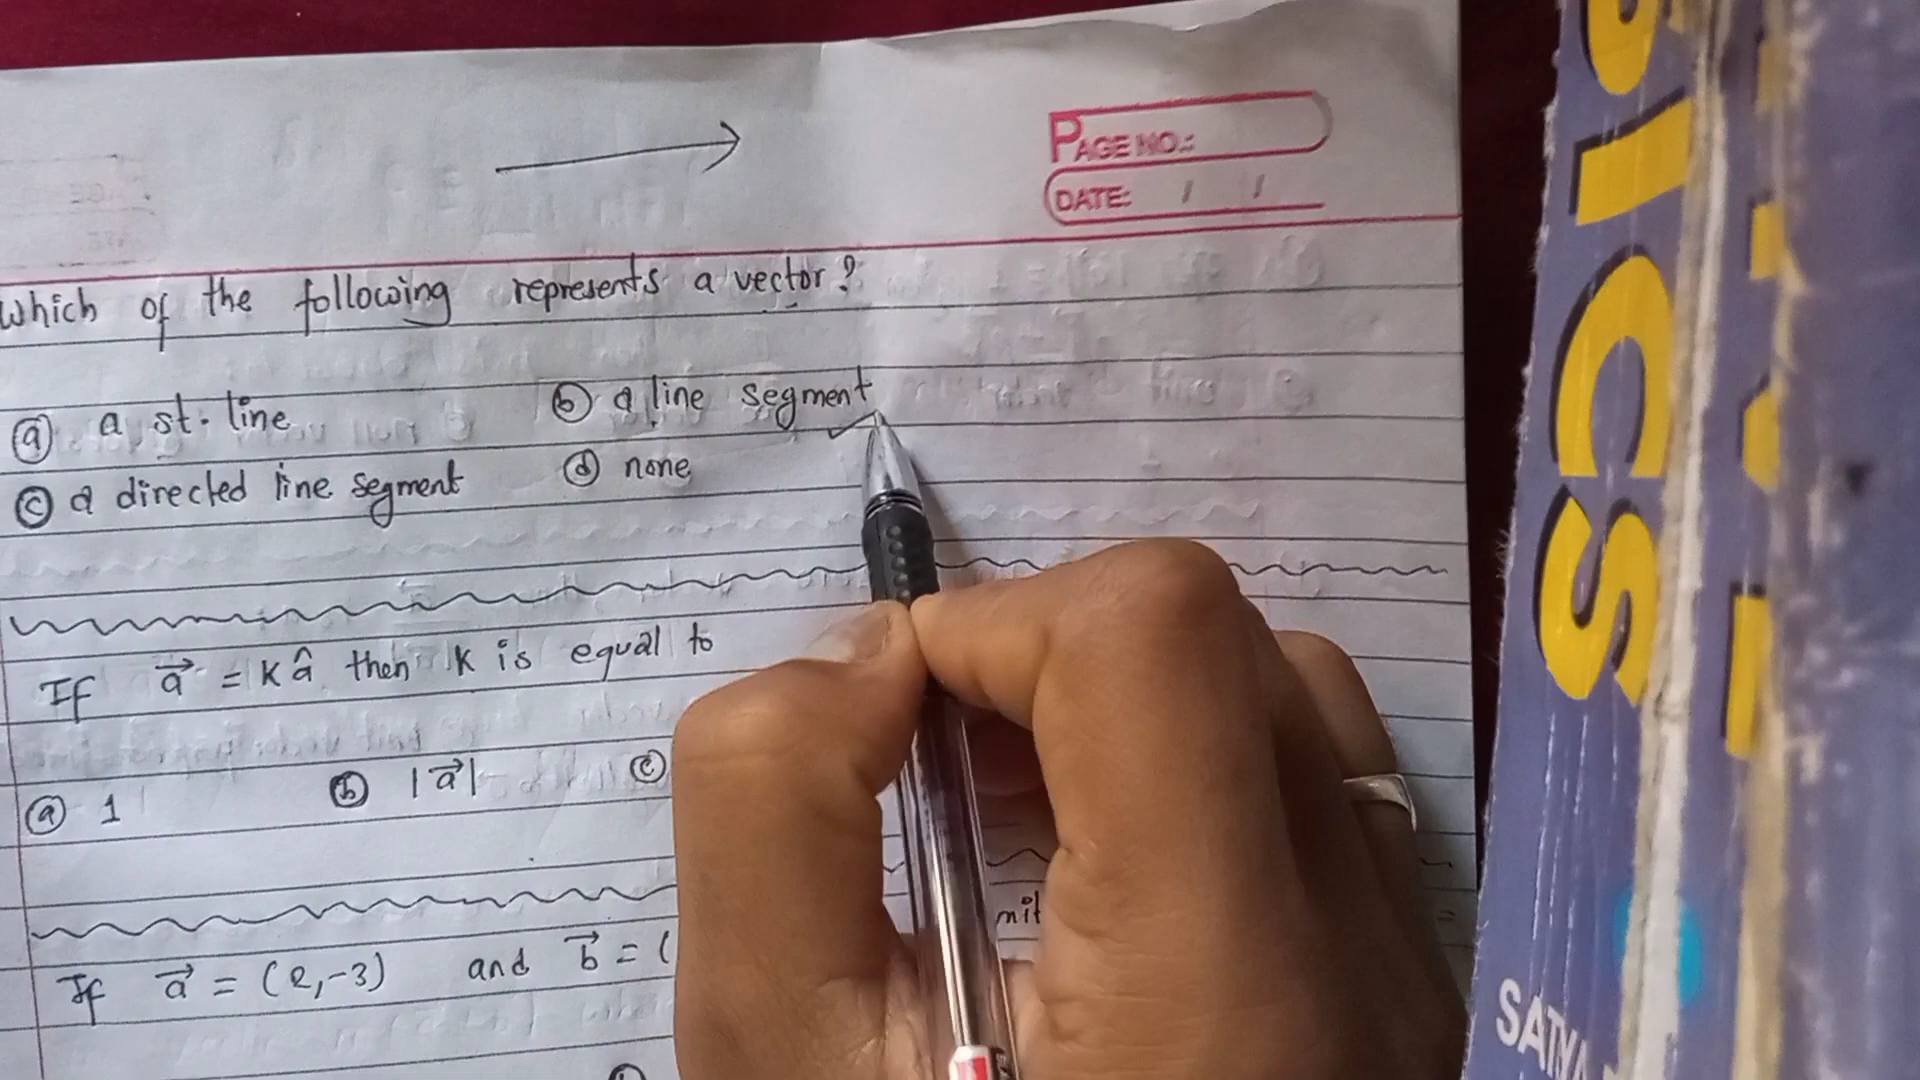 PAGE NO.:
DATE: / /
Which of the following represents a vector?
ⓐ a st. line ⓑ a line segment
ⓒ a directed line segment ⓓ none
If a⃗ = K â then K is equal to
ⓐ 1 ⓑ |a⃗| ⓒ
If a⃗ = (2,-3) and b⃗ = (
ICS
SATYA